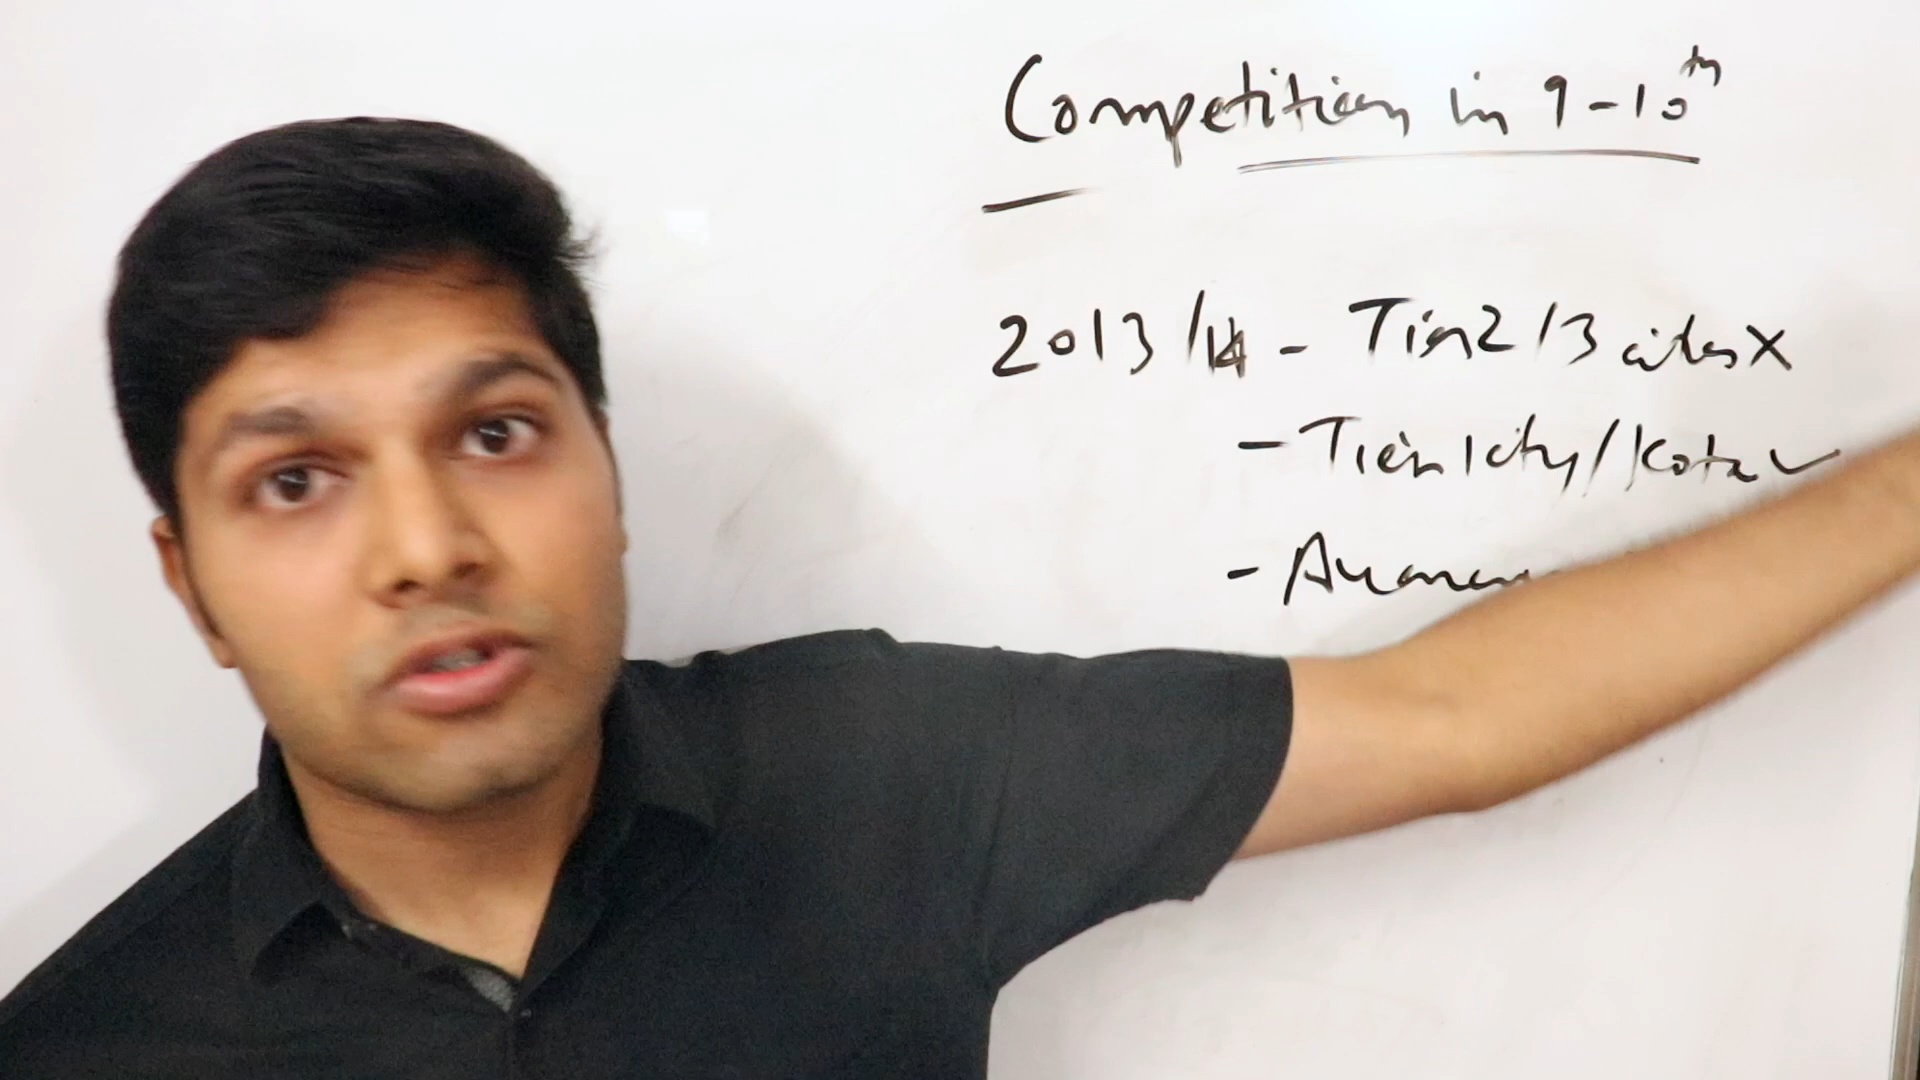 Competition in 9-10th
2013/14 - Tier 2/3 cities X
- Tier 1 city/Kota ✓
-